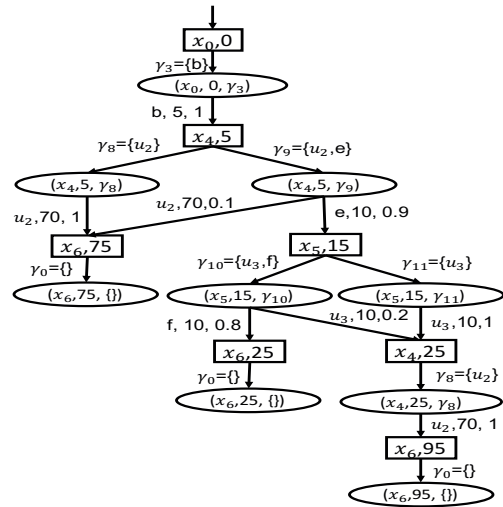 x₀,0
γ₃={b}
(x₀, 0, γ₃)
b, 5, 1
x₄,5
γ₈={u₂}
γ₉={u₂,e}
(x₄,5, γ₈)
(x₄,5, γ₉)
u₂,70, 1
u₂,70,0.1
e,10, 0.9
x₆,75
x₅,15
γ₀={}
γ₁₀={u₃,f}
γ₁₁={u₃}
(x₆,75, {})
(x₅,15, γ₁₀)
(x₅,15, γ₁₁)
f, 10, 0.8
u₃,10,0.2
u₃,10,1
x₆,25
x₄,25
γ₀={}
γ₈={u₂}
(x₆,25, {})
(x₄,25, γ₈)
u₂,70, 1
x₆,95
γ₀={}
(x₆,95, {})